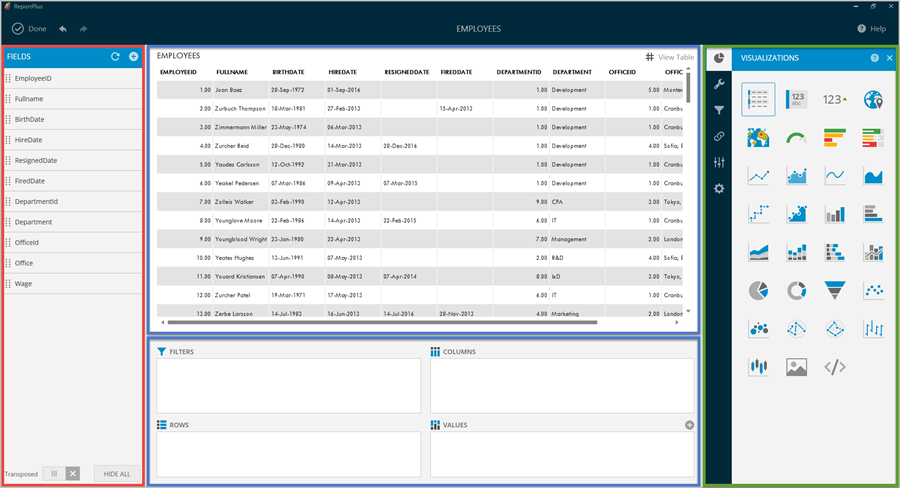 ReportPlus
Done
EMPLOYEES
Help
FIELDS
EmployeeID
Fullname
BirthDate
HireDate
ResignedDate
FiredDate
DepartmentId
Department
OfficeId
Office
Wage
Transposed
HIDE ALL
EMPLOYEES
View Table
EMPLOYEEID FULLNAME BIRTHDATE HIREDATE RESIGNEDDATE FIREDDATE DEPARTMENTID DEPARTMENT OFFICEID OFFIC
1.00 Joan Baez 28-Sep-1972 01-Sep-2016 1.00 Development 5.00 Montev
2.00 Zurbuch Thompson 18-Mar-1981 27-Feb-2013 15-Apr-2013 1.00 Development 1.00 Cranbu
3.00 Zimmermann Miller 23-May-1974 06-Mar-2013 1.00 Development 1.00 Cranbu
4.00 Zurcher Reid 28-Dec-1980 14-Mar-2013 28-Dec-2016 1.00 Development 4.00 Sofia, E
5.00 Youdes Carlsson 12-Oct-1992 31-Mar-2013 1.00 Development 1.00 Cranbu
6.00 Yeakel Pedersen 07-Mar-1986 09-Apr-2013 07-Mar-2015 1.00 Development 1.00 Cranbu
7.00 Zolleis Walker 03-Feb-1990 12-Apr-2013 9.00 CPA 3.00 Tokyo,
8.00 Younglove Moore 22-Feb-1986 14-Apr-2013 22-Feb-2015 6.00 IT 1.00 Cranbu
9.00 Youngblood Wright 23-Jan-1980 22-Apr-2013 7.00 Management 2.00 London
10.00 Yeates Hughes 13-Jun-1991 07-May-2013 2.00 R&D 4.00 Sofia, E
11.00 Youard Kristiansen 07-Apr-1990 08-May-2013 07-Apr-2014 8.00 IxD 3.00 Tokyo,
12.00 Zurcher Patel 19-Mar-1971 17-May-2013 6.00 IT 1.00 Cranbu
13.00 Zerbe Larsson 14-Jul-1983 16-Jun-2013 14-Jul-2016 28-Nov-2013 4.00 Marketing 2.00 London
FILTERS
COLUMNS
ROWS
VALUES
VISUALIZATIONS
123
abc
123